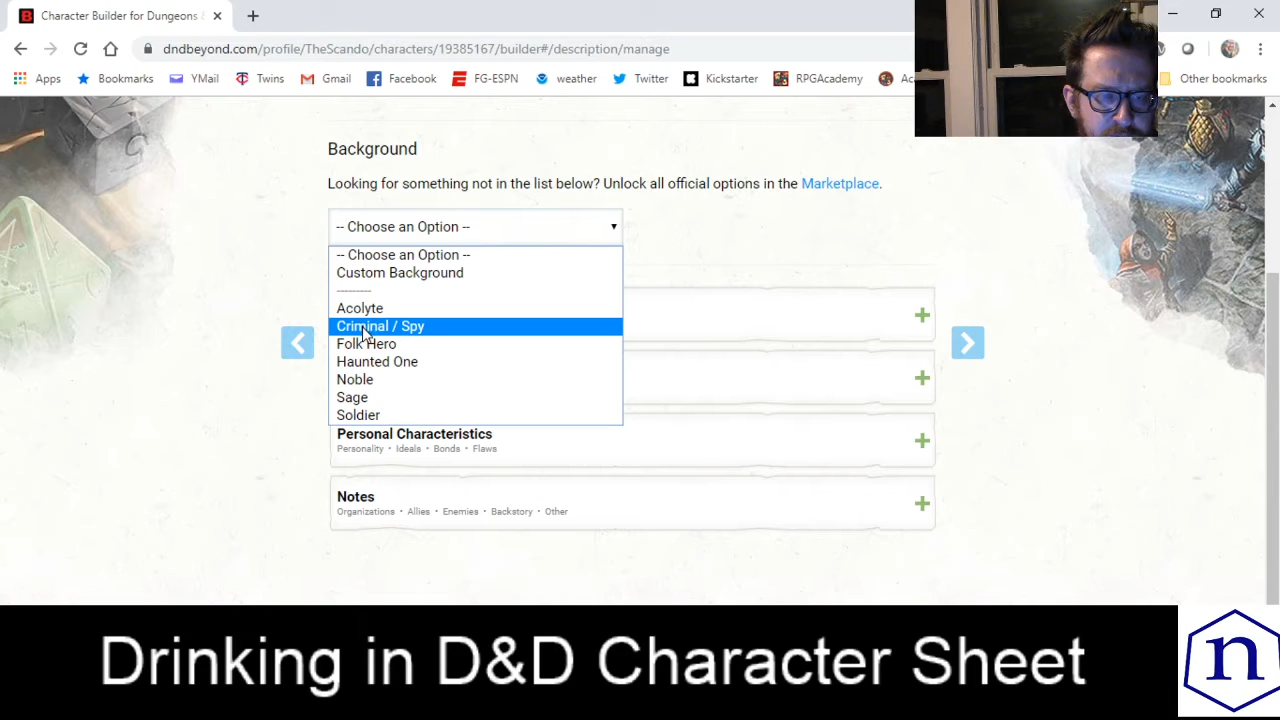 Character Builder for Dungeons &
dndbeyond.com/profile/TheScando/characters/19385167/builder#/description/manage
Apps Bookmarks YMail Twins Gmail Facebook FG-ESPN weather Twitter Kickstarter RPGAcademy Other bookmarks
Background
Looking for something not in the list below? Unlock all official options in the Marketplace.
-- Choose an Option --
-- Choose an Option --
Custom Background
---------
Acolyte
Criminal / Spy
Folk Hero
Haunted One
Noble
Sage
Soldier
Personal Characteristics
Personality • Ideals • Bonds • Flaws
Notes
Organizations • Allies • Enemies • Backstory • Other
Drinking in D&D Character Sheet
n